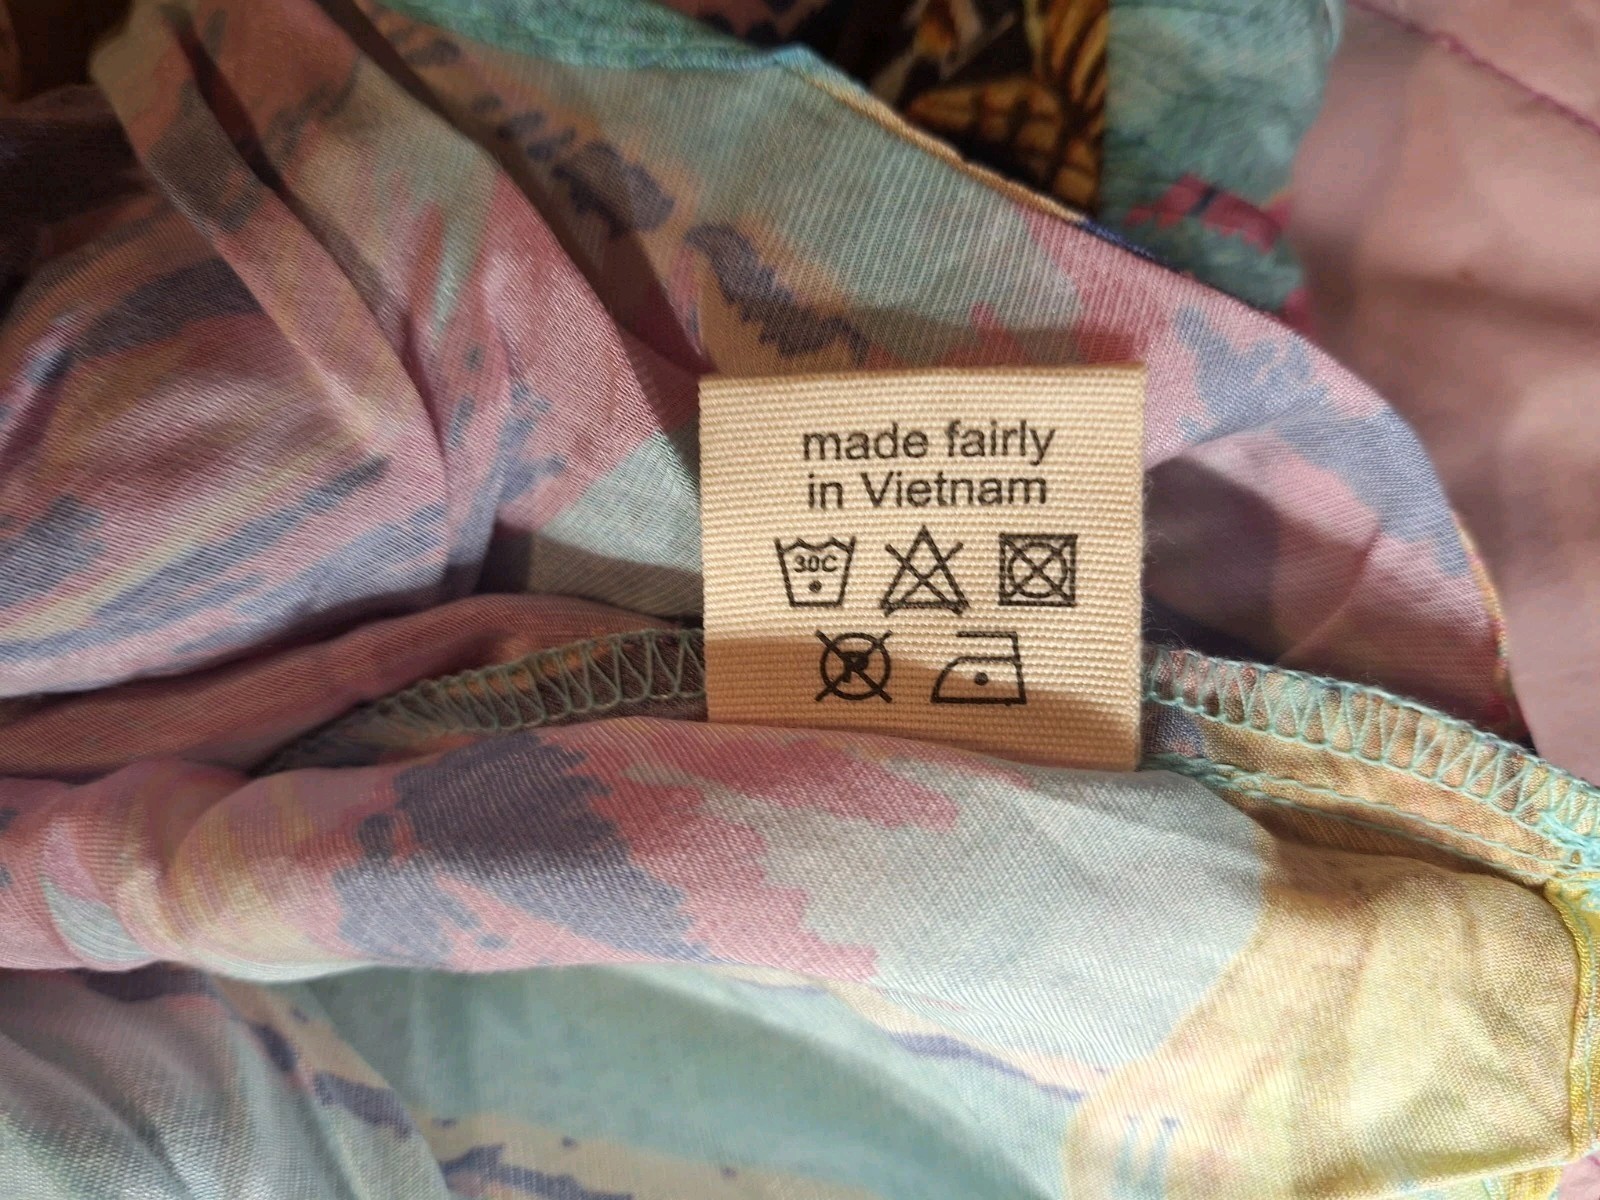 made fairly
in Vietnam
30C
P